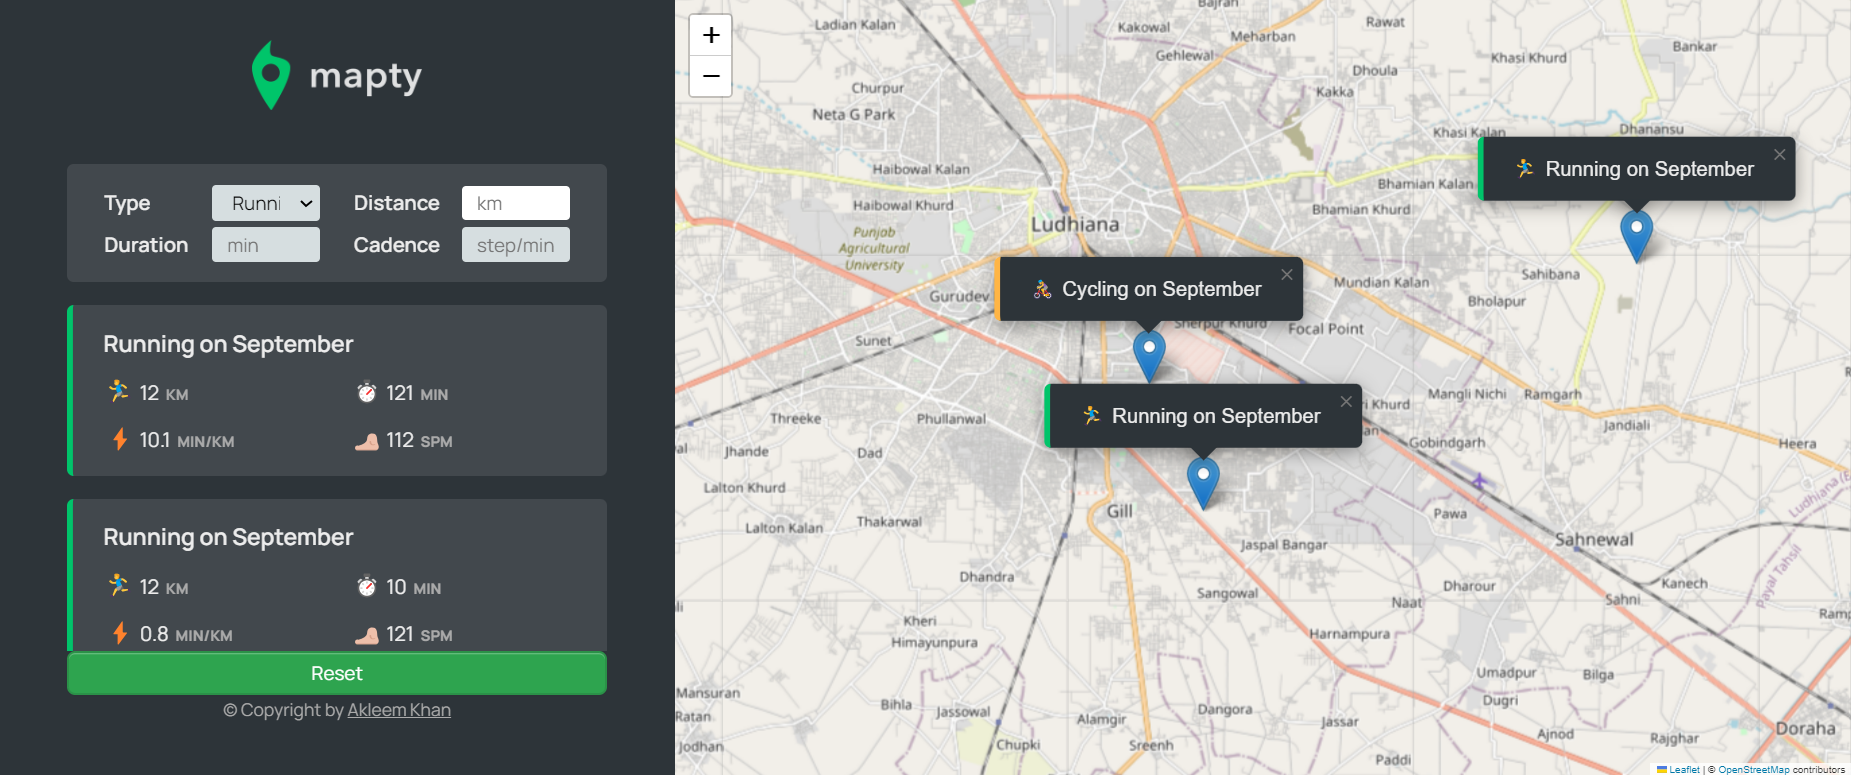 mapty
Type Runni Distance km
Duration min Cadence step/min
Running on September
12 KM 121 MIN
10.1 MIN/KM 112 SPM
Running on September
12 KM 10 MIN
0.8 MIN/KM 121 SPM
Reset
© Copyright by Akleem Khan
+
−
Ladian Kalan
Bajran
Kakowal
Rawat
Meharban
Gehlewal
Bankar
Khasi Khurd
Dhoula
Churpur
Kakka
Neta G Park
Khasi Kalan
Dhanansu
Running on September
Haibowal Kalan
Bhamian Kalan
Haibowal Khurd
Bhamian Khurd
Ludhiana
Punjab
Agricultural
University
Sahibana
Mundian Kalan
Cycling on September
Gurudev
Bholapur
Sherpur Khurd
Focal Point
Sunet
Mangli Nichi
Ramgarh
ri Khurd
Threeke
Phullanwal
Running on September
Jandiali
Gobindgarh
Heera
Jhande
Dad
Lalton Khurd
Gill
Pawa
Thakarwal
Lalton Kalan
Sahnewal
Jaspal Bangar
Ludhiana (E
Dhandra
Dharour
Kanech
Payal Tahsil
Sangowal
Naat
Sahni
Ramp
Kheri
Harnampura
Himayunpura
Umadpur
Bilga
Mansuran
Bihla
Dugri
Ratan
Jassowal
Alamgir
Dangora
Jassar
Doraha
Jodhan
Chupki
Sreenh
Ajnod
Rajghar
Paddi
Leaflet | © OpenStreetMap contributors